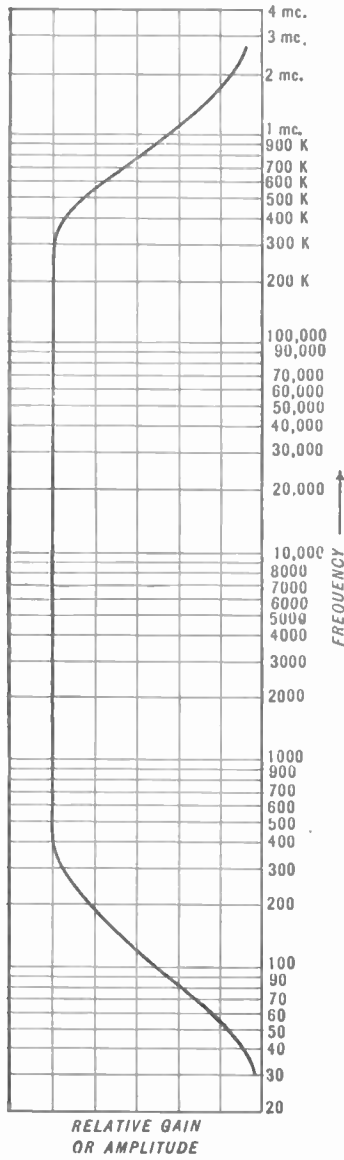 4 mc.
3 mc.
2 mc.
1 mc.
900 K
700 K
600 K
500 K
400 K
300 K
200 K
100,000
90,000
70,000
60,000
50,000
40,000
30,000
20,000
10,000
8000
7000
6000
5000
4000
3000
2000
1000
900
700
600
500
400
300
200
100
90
70
60
50
40
30
20
FREQUENCY
RELATIVE GAIN
OR AMPLITUDE